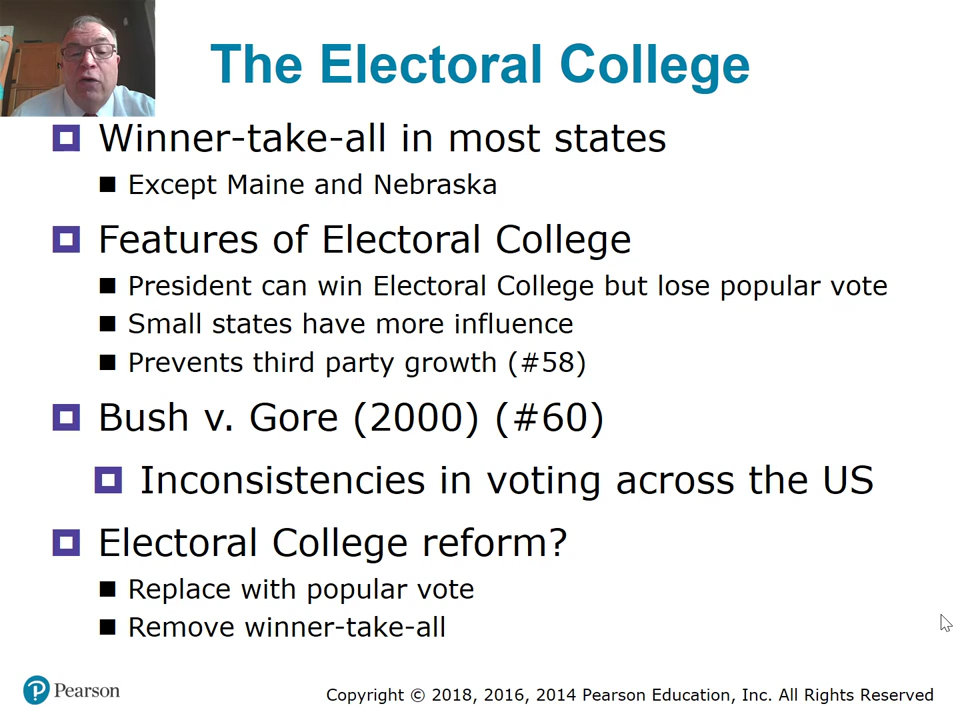 The Electoral College
Winner-take-all in most states
Except Maine and Nebraska
Features of Electoral College
President can win Electoral College but lose popular vote
Small states have more influence
Prevents third party growth (#58)
Bush v. Gore (2000) (#60)
Inconsistencies in voting across the US
Electoral College reform?
Replace with popular vote
Remove winner-take-all
Pearson
Copyright © 2018, 2016, 2014 Pearson Education, Inc. All Rights Reserved